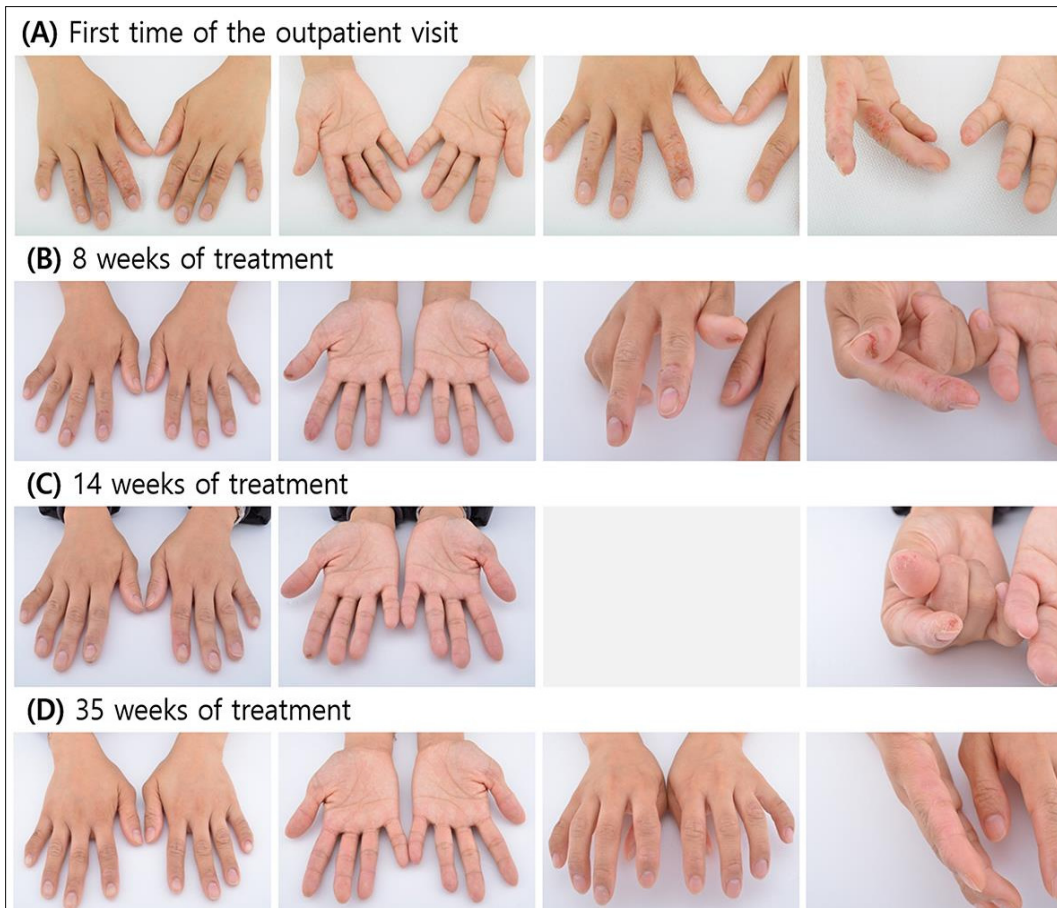 (A) First time of the outpatient visit
(B) 8 weeks of treatment
(C) 14 weeks of treatment
(D) 35 weeks of treatment